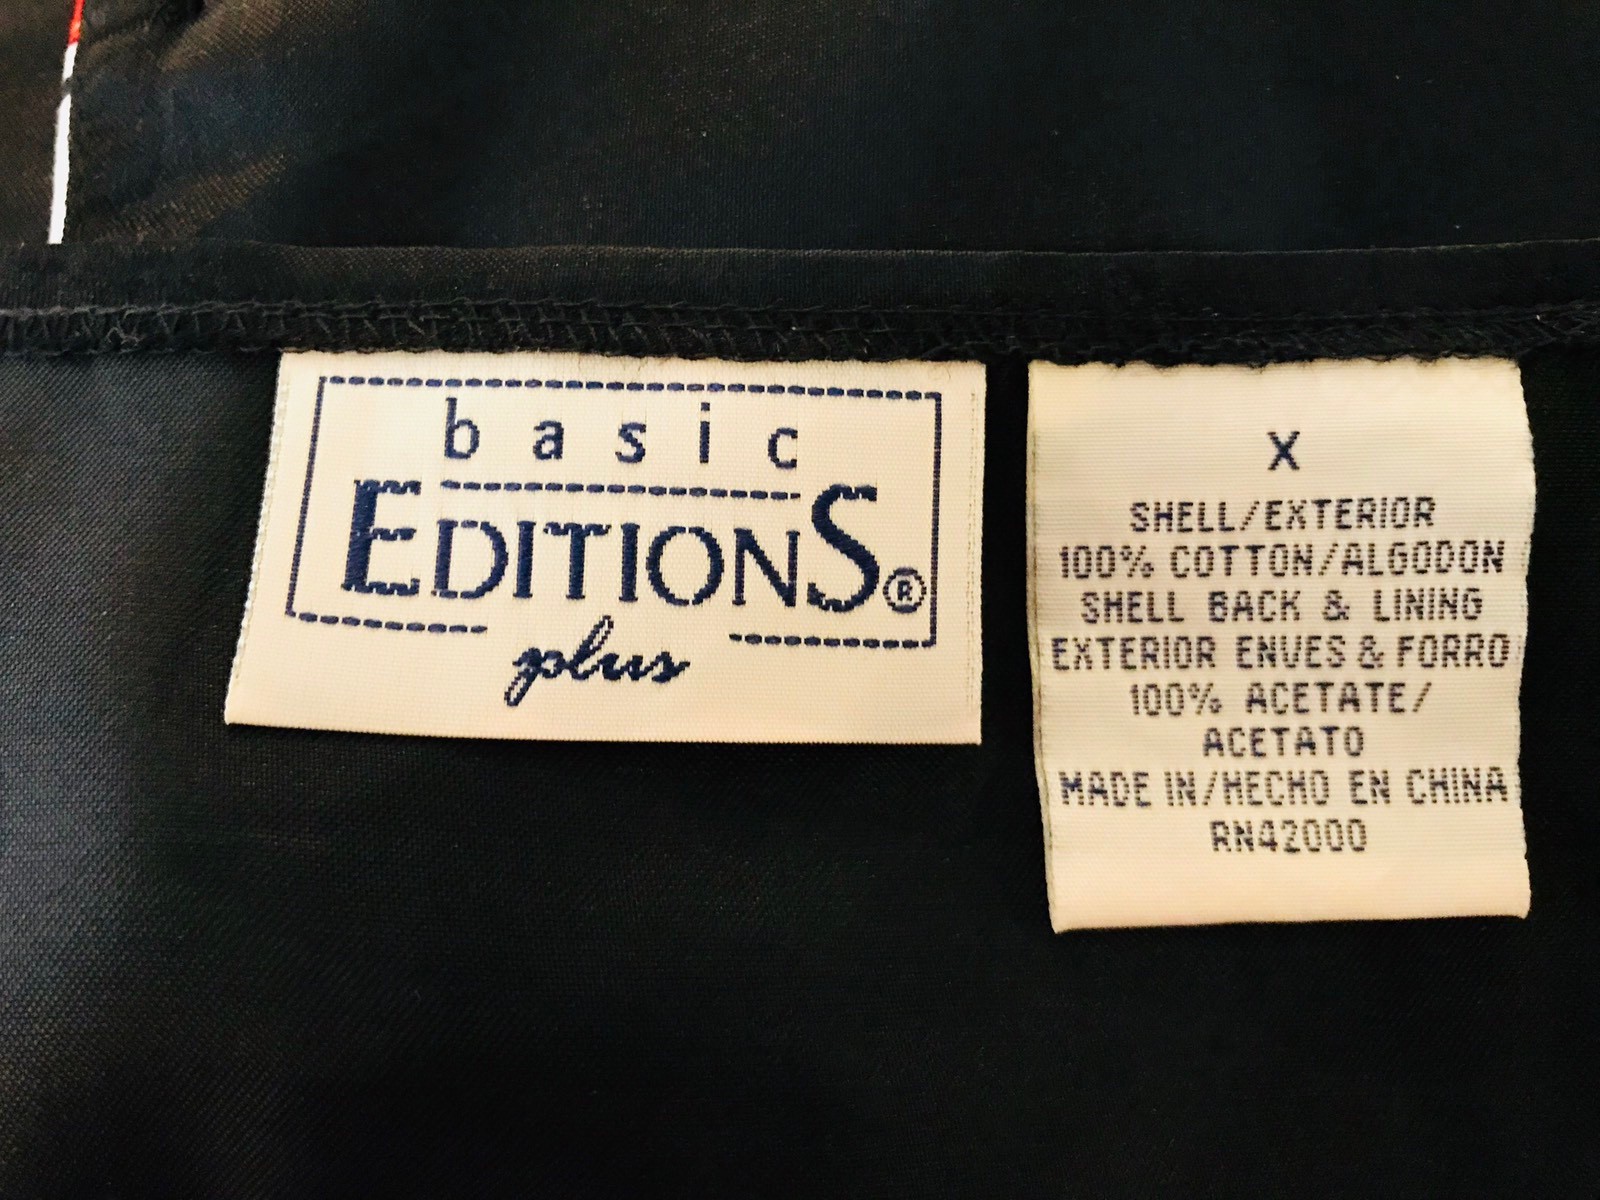 basic
EDITIONS®
plus
X
SHELL/EXTERIOR
100% COTTON/ALGODON
SHELL BACK & LINING
EXTERIOR ENVES & FORRO
100% ACETATE/
ACETATO
MADE IN/HECHO EN CHINA
RN42000